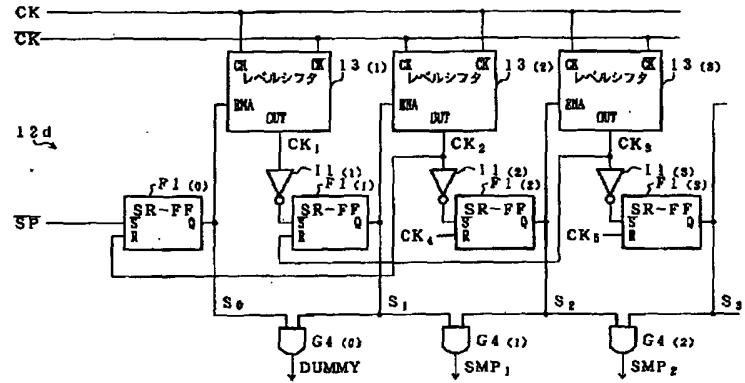 CK
C̅K̅
CK CK
レベルシフタ
ENA
OUT
13(1)
CK CK
レベルシフタ
ENA
OUT
13(2)
CK CK
レベルシフタ
ENA
OUT
13(3)
12d
CK₁
CK₂
CK₃
I1(1)
I1(2)
I1(3)
F1(0)
F1(1)
F1(2)
F1(3)
S̅P̅
SR-FF
S̅ Q
R
SR-FF
S̅ Q
R
CK₄
SR-FF
S̅ Q
R
CK₅
SR-FF
S̅ Q
R
S₀
S₁
S₂
S₃
G4(0)
G4(1)
G4(2)
DUMMY
SMP₁
SMP₂